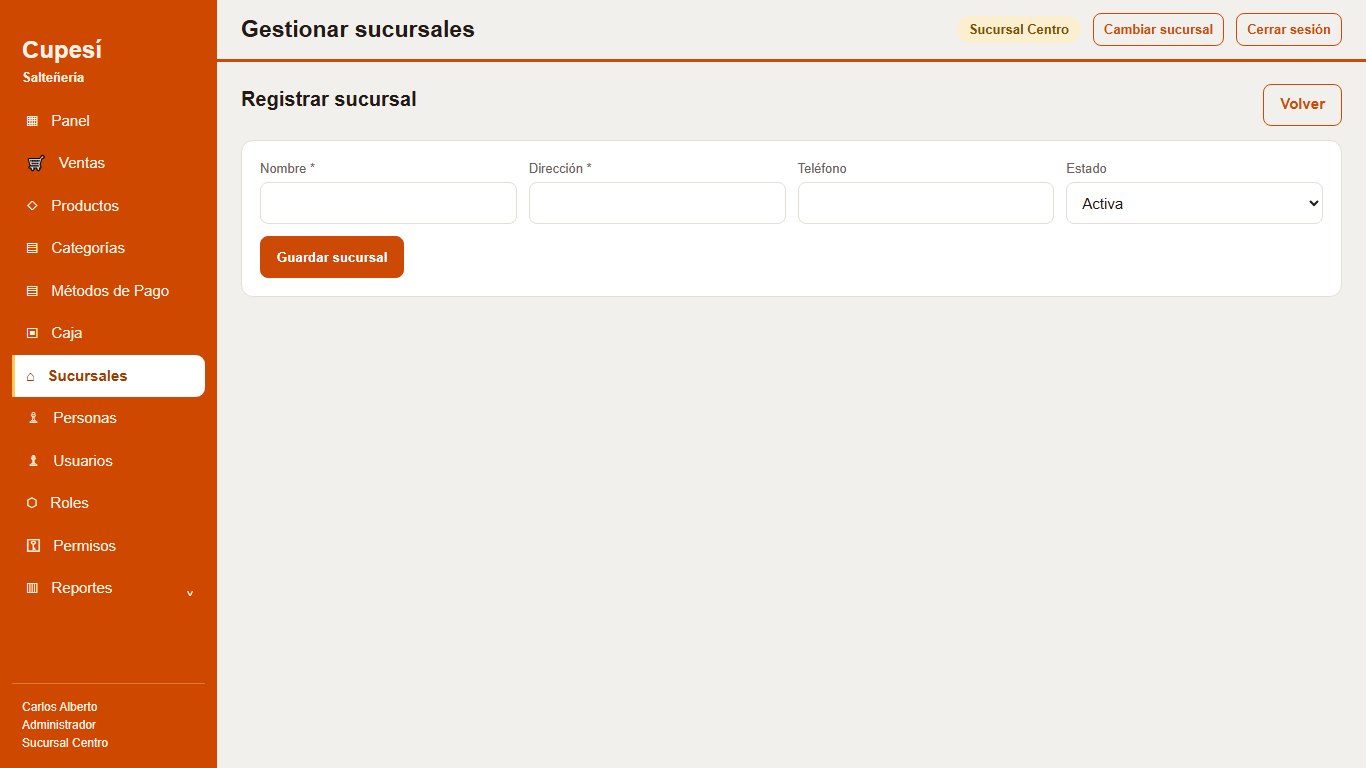 Cupesí
Salteñería
Panel
Ventas
Productos
Categorías
Métodos de Pago
Caja
Sucursales
Personas
Usuarios
Roles
Permisos
Reportes
Carlos Alberto
Administrador
Sucursal Centro
Gestionar sucursales
Sucursal Centro
Cambiar sucursal
Cerrar sesión
Registrar sucursal
Volver
Nombre *
Dirección *
Teléfono
Estado
Activa
Guardar sucursal